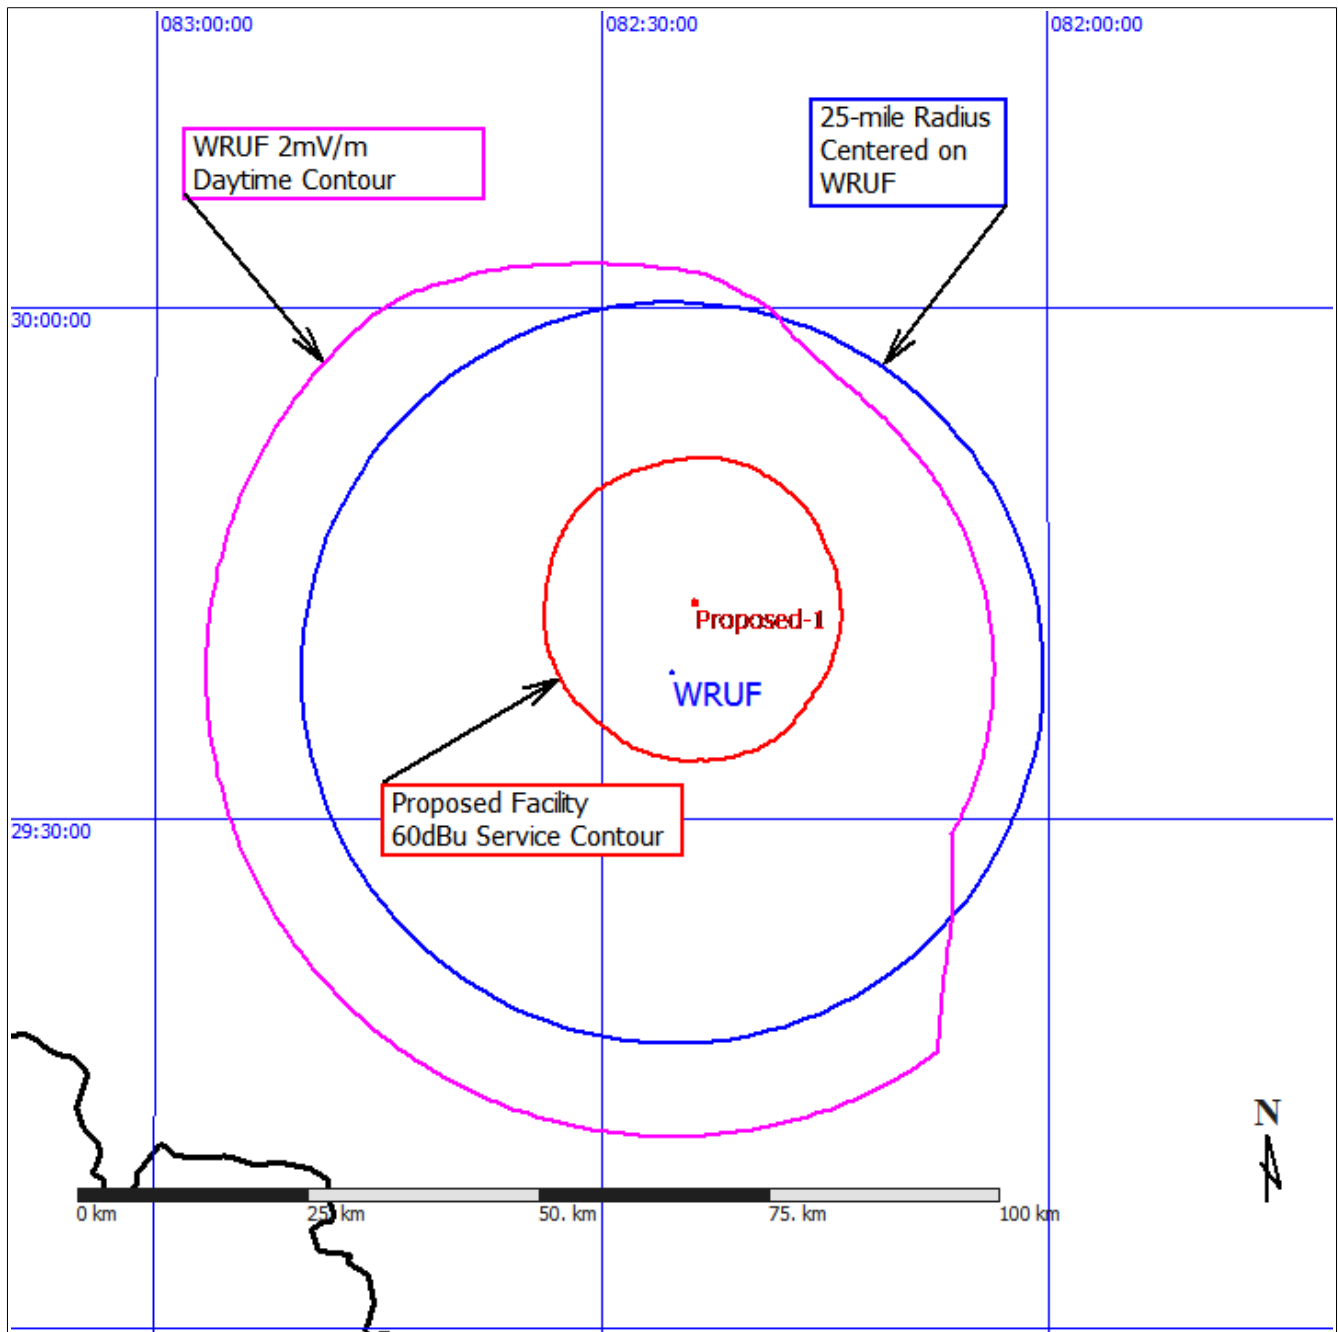 083:00:00
082:30:00
082:00:00
25-mile Radius
Centered on
WRUF
WRUF 2mV/m
Daytime Contour
30:00:00
Proposed-1
WRUF
Proposed Facility
60dBu Service Contour
29:30:00
N
0 km
25. km
50. km
75. km
100 km